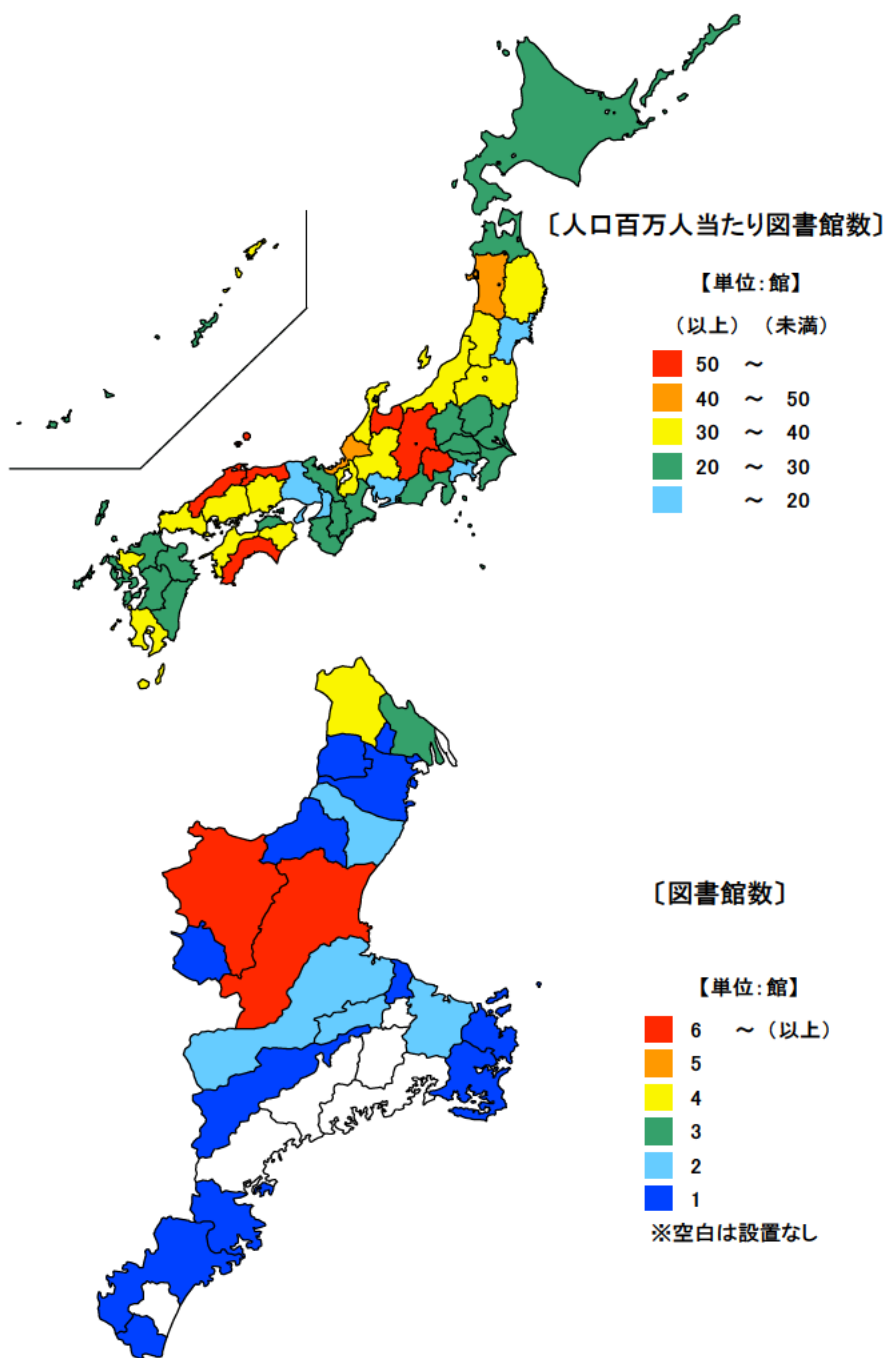 〔人口百万人当たり図書館数〕
【単位：館】
（以上）（未満）
50 ～
40 ～ 50
30 ～ 40
20 ～ 30
～ 20
〔図書館数〕
【単位：館】
6 ～（以上）
5
4
3
2
1
※空白は設置なし